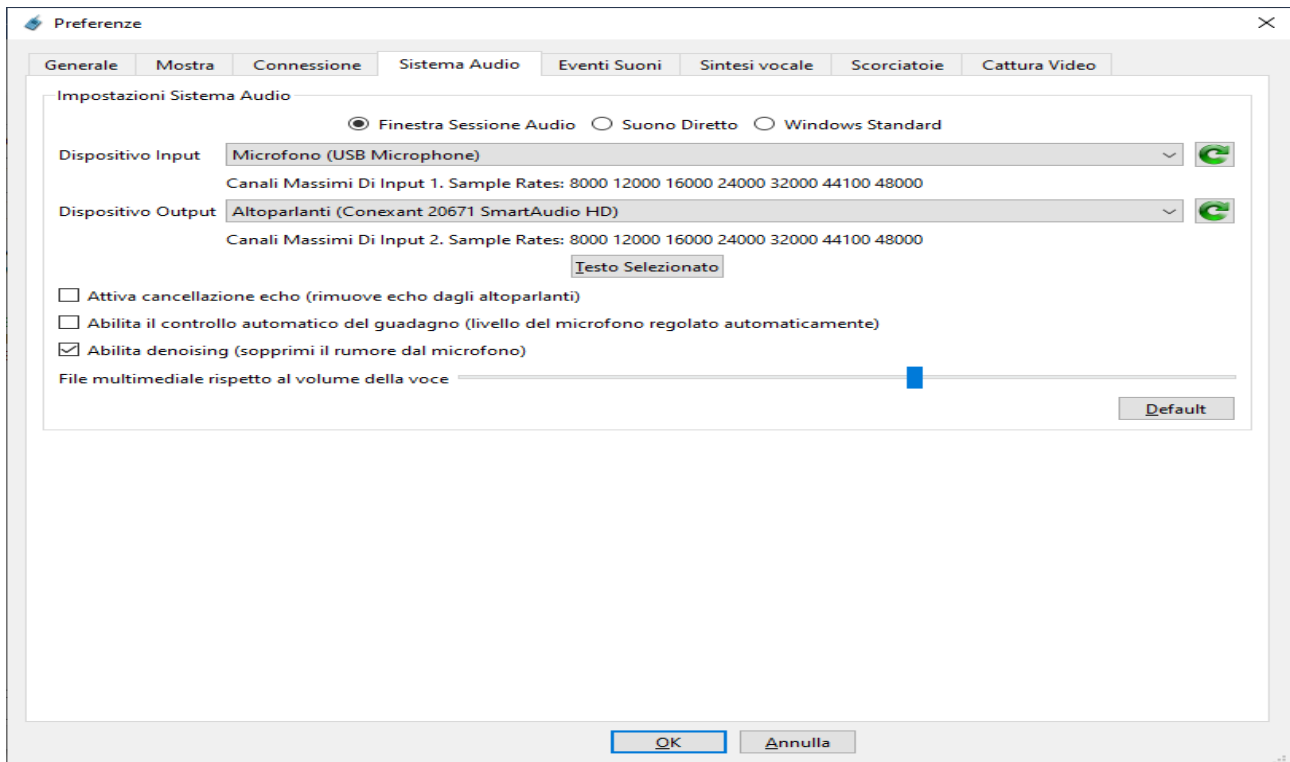 Preferenze
Generale Mostra Connessione Sistema Audio Eventi Suoni Sintesi vocale Scorciatoie Cattura Video
Impostazioni Sistema Audio
Finestra Sessione Audio Suono Diretto Windows Standard
Dispositivo Input Microfono (USB Microphone)
Canali Massimi Di Input 1. Sample Rates: 8000 12000 16000 24000 32000 44100 48000
Dispositivo Output Altoparlanti (Conexant 20671 SmartAudio HD)
Canali Massimi Di Input 2. Sample Rates: 8000 12000 16000 24000 32000 44100 48000
Testo Selezionato
Attiva cancellazione echo (rimuove echo dagli altoparlanti)
Abilita il controllo automatico del guadagno (livello del microfono regolato automaticamente)
Abilita denoising (sopprimi il rumore dal microfono)
File multimediale rispetto al volume della voce
Default
OK Annulla